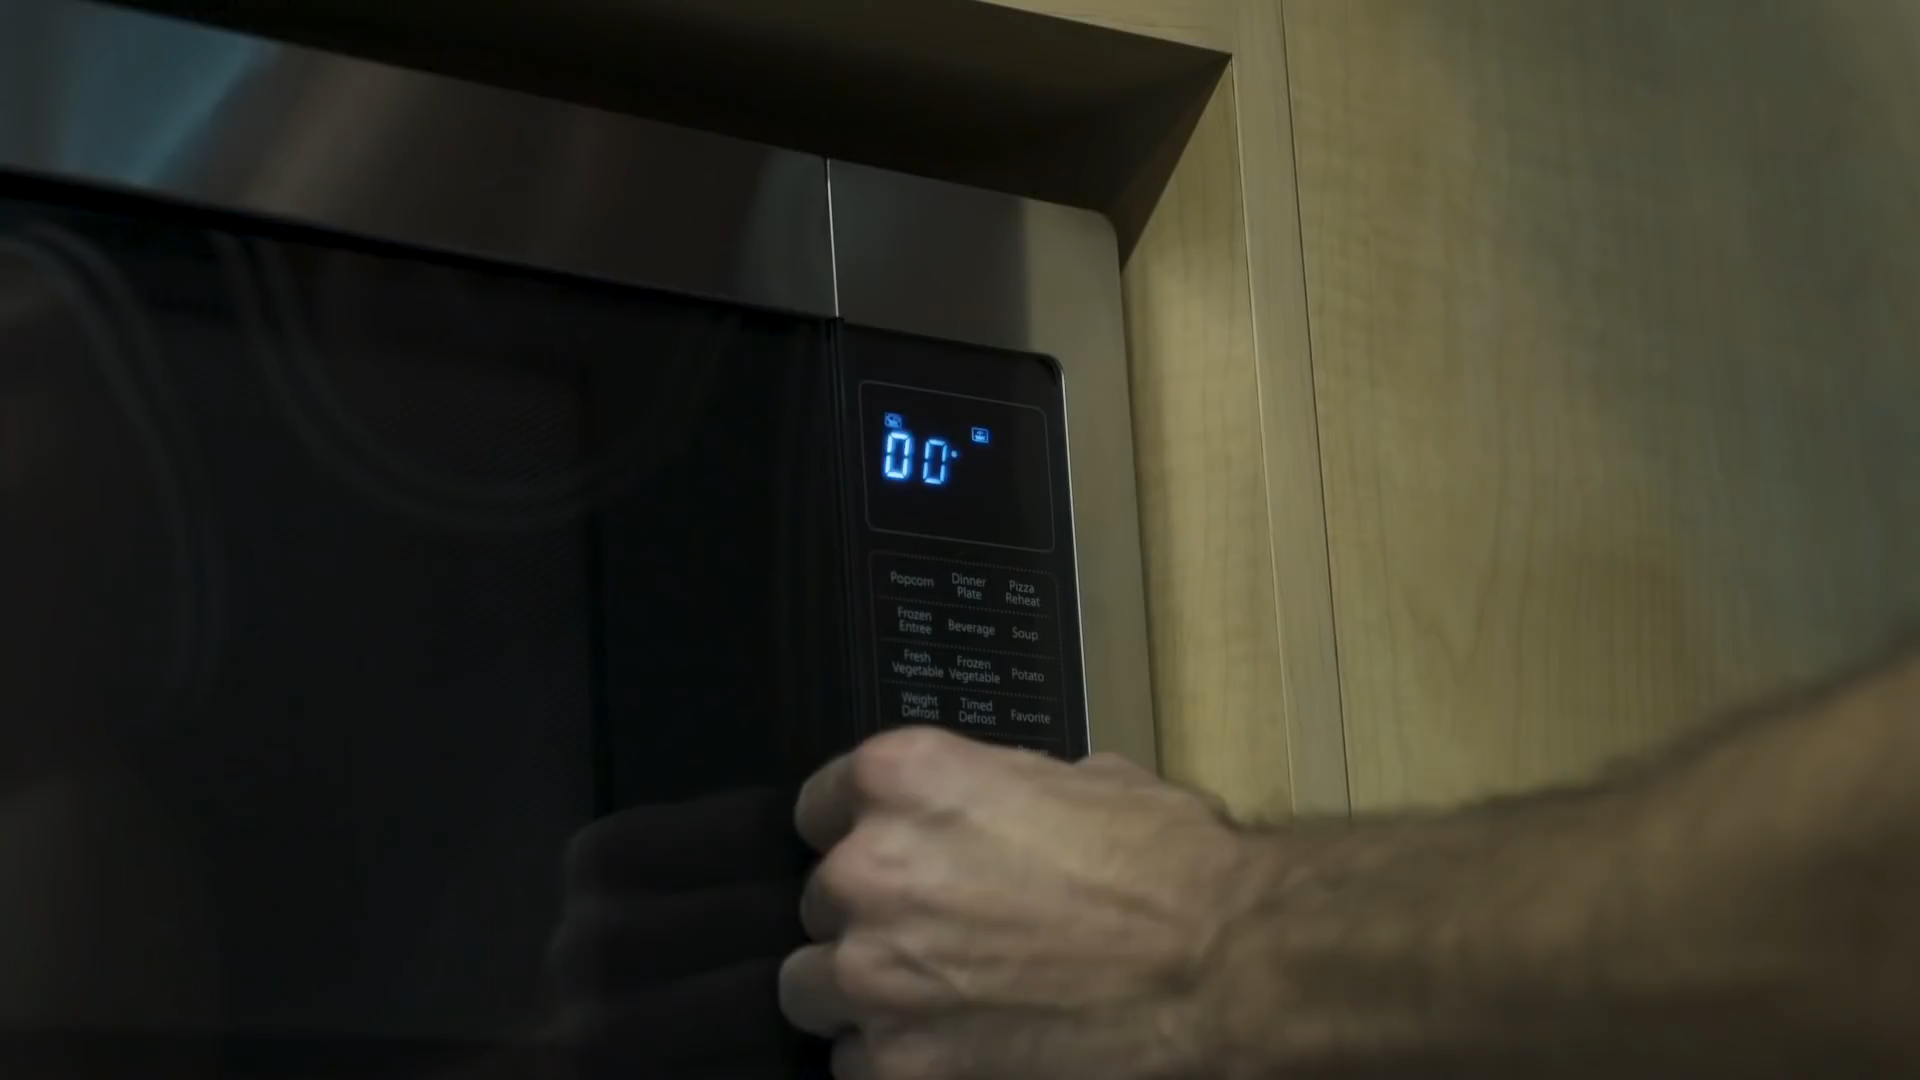 00
Popcorn
Dinner
Plate
Pizza
Reheat
Frozen
Entree
Beverage
Soup
Fresh
Vegetable
Frozen
Vegetable
Potato
Weight
Defrost
Timed
Defrost
Favorite